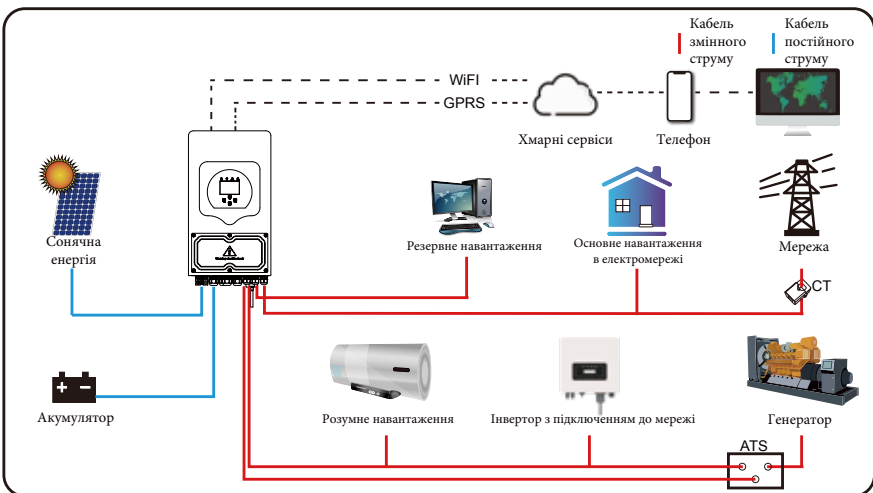 Кабель
змінного
струму
Кабель
постійного
струму
WiFI
GPRS
Хмарні сервіси
Телефон
Сонячна
енергія
Резервне навантаження
Основне навантаження
в електромережі
Мережа
CT
Акумулятор
Розумне навантаження
Інвертор з підключенням до мережі
Генератор
ATS